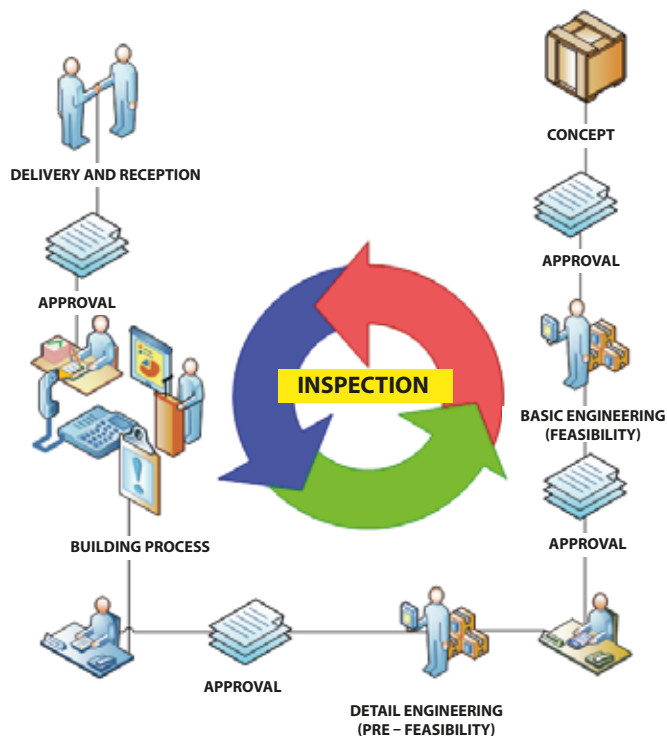 CONCEPT
DELIVERY AND RECEPTION
APPROVAL
APPROVAL
INSPECTION
BASIC ENGINEERING
(FEASIBILITY)
BUILDING PROCESS
APPROVAL
APPROVAL
DETAIL ENGINEERING
(PRE – FEASIBILITY)